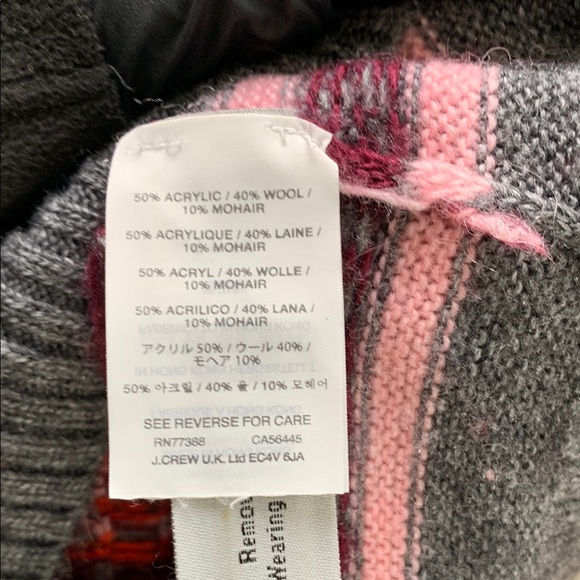 50% ACRYLIC / 40% WOOL /
10% MOHAIR
50% ACRYLIQUE / 40% LAINE /
10% MOHAIR
50% ACRYL / 40% WOLLE /
10% MOHAIR
50% ACRILICO / 40% LANA /
10% MOHAIR
アクリル 50% / ウール 40% /
モヘア 10%
50% 아크릴 / 40% 울 / 10% 모헤어
SEE REVERSE FOR CARE
RN77388 CA56445
J.CREW U.K. Ltd EC4V 6JA
Remov
Wearing